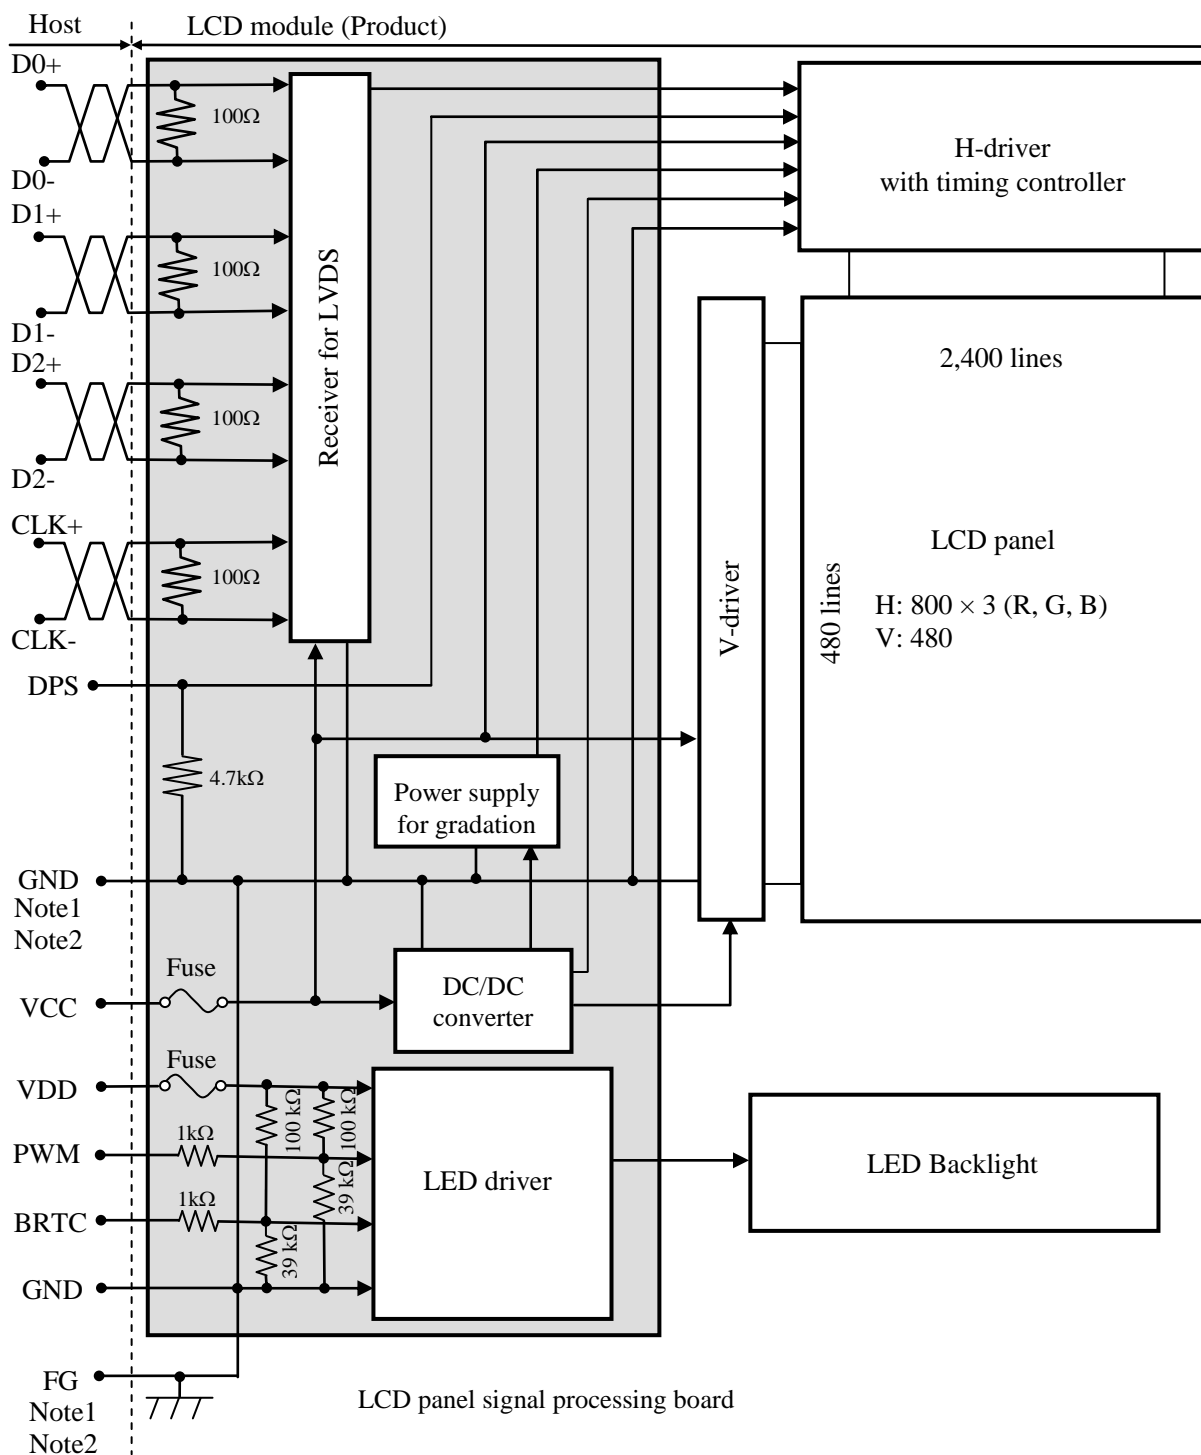 Host
LCD module (Product)
D0+
100Ω
D0-
D1+
100Ω
D1-
D2+
100Ω
D2-
CLK+
100Ω
CLK-
Receiver for LVDS
H-driver
with timing controller
2,400 lines
480 lines
LCD panel
H: 800 × 3 (R, G, B)
V: 480
V-driver
DPS
4.7kΩ
Power supply
for gradation
GND
Note1
Note2
Fuse
VCC
DC/DC
converter
Fuse
VDD
100 kΩ
100 kΩ
1kΩ
PWM
39 kΩ
1kΩ
BRTC
39 kΩ
GND
LED driver
LED Backlight
FG
Note1
Note2
LCD panel signal processing board